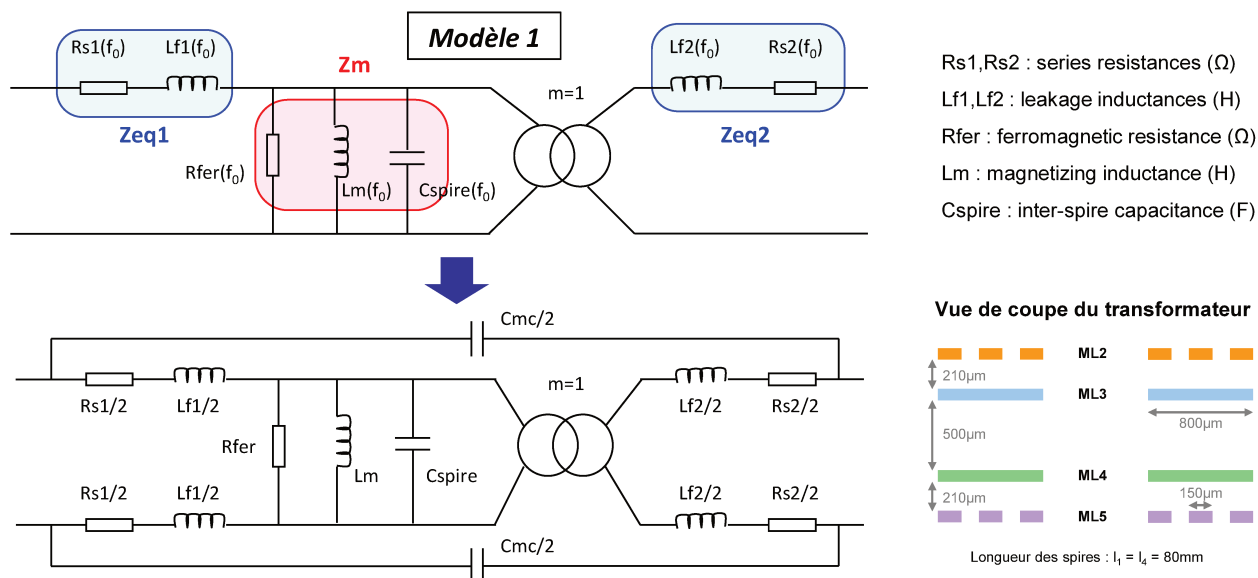 Modèle 1
Rs1(f0) Lf1(f0)
Zm
Lf2(f0) Rs2(f0)
m=1
Zeq1
Zeq2
Rfer(f0)
Lm(f0) Cspire(f0)
Rs1,Rs2 : series resistances (Ω)
Lf1,Lf2 : leakage inductances (H)
Rfer : ferromagnetic resistance (Ω)
Lm : magnetizing inductance (H)
Cspire : inter-spire capacitance (F)
Cmc/2
m=1
Rs1/2 Lf1/2
Lf2/2 Rs2/2
Rfer
Lm
Cspire
Rs1/2 Lf1/2
Lf2/2 Rs2/2
Cmc/2
Vue de coupe du transformateur
ML2
210µm
ML3
800µm
500µm
ML4
210µm
150µm
ML5
Longueur des spires : l1 = l4 = 80mm